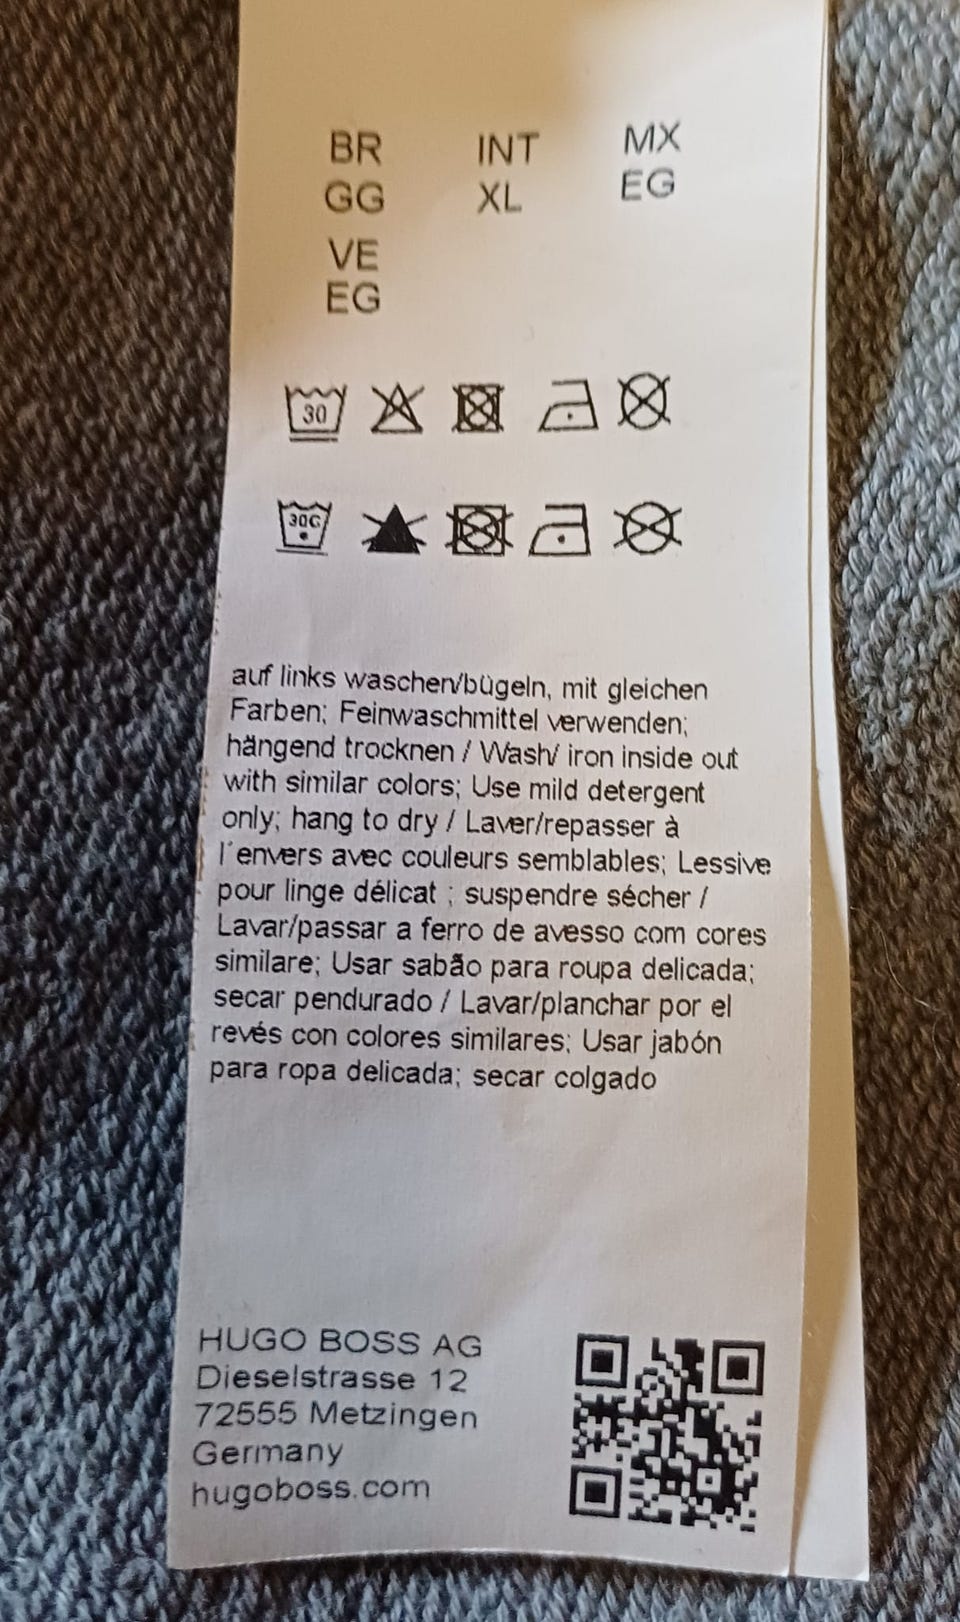 BR INT MX
GG XL EG
VE
EG
30
30C
auf links waschen/bügeln, mit gleichen
Farben; Feinwaschmittel verwenden;
hängend trocknen / Wash/ iron inside out
with similar colors; Use mild detergent
only; hang to dry / Laver/repasser à
l´envers avec couleurs semblables; Lessive
pour linge délicat ; suspendre sécher /
Lavar/passar a ferro de avesso com cores
similare; Usar sabão para roupa delicada;
secar pendurado / Lavar/planchar por el
revés con colores similares; Usar jabón
para ropa delicada; secar colgado
HUGO BOSS AG
Dieselstrasse 12
72555 Metzingen
Germany
hugoboss.com